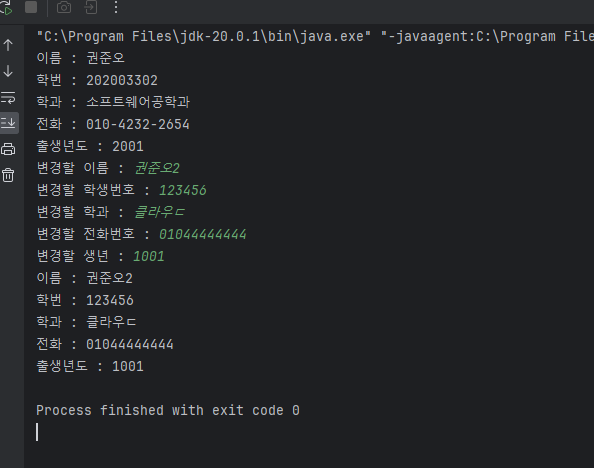 "C:\Program Files\jdk-20.0.1\bin\java.exe" "-javaagent:C:\Program File
이름 : 권준오
학번 : 202003302
학과 : 소프트웨어공학과
전화 : 010-4232-2654
출생년도 : 2001
변경할 이름 : 권준오2
변경할 학생번호 : 123456
변경할 학과 : 클라우ㄷ
변경할 전화번호 : 01044444444
변경할 생년 : 1001
이름 : 권준오2
학번 : 123456
학과 : 클라우ㄷ
전화 : 01044444444
출생년도 : 1001
Process finished with exit code 0